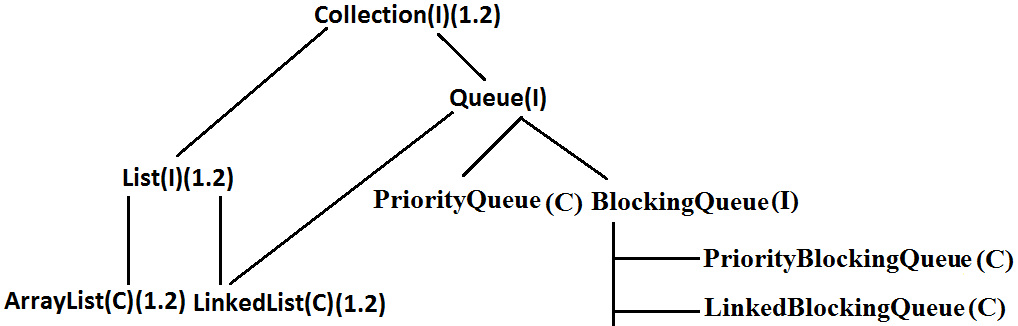 Collection(I)(1.2)
Queue(I)
List(I)(1.2)
PriorityQueue (C) BlockingQueue (I)
PriorityBlockingQueue (C)
ArrayList(C)(1.2) LinkedList(C)(1.2)
LinkedBlockingQueue (C)